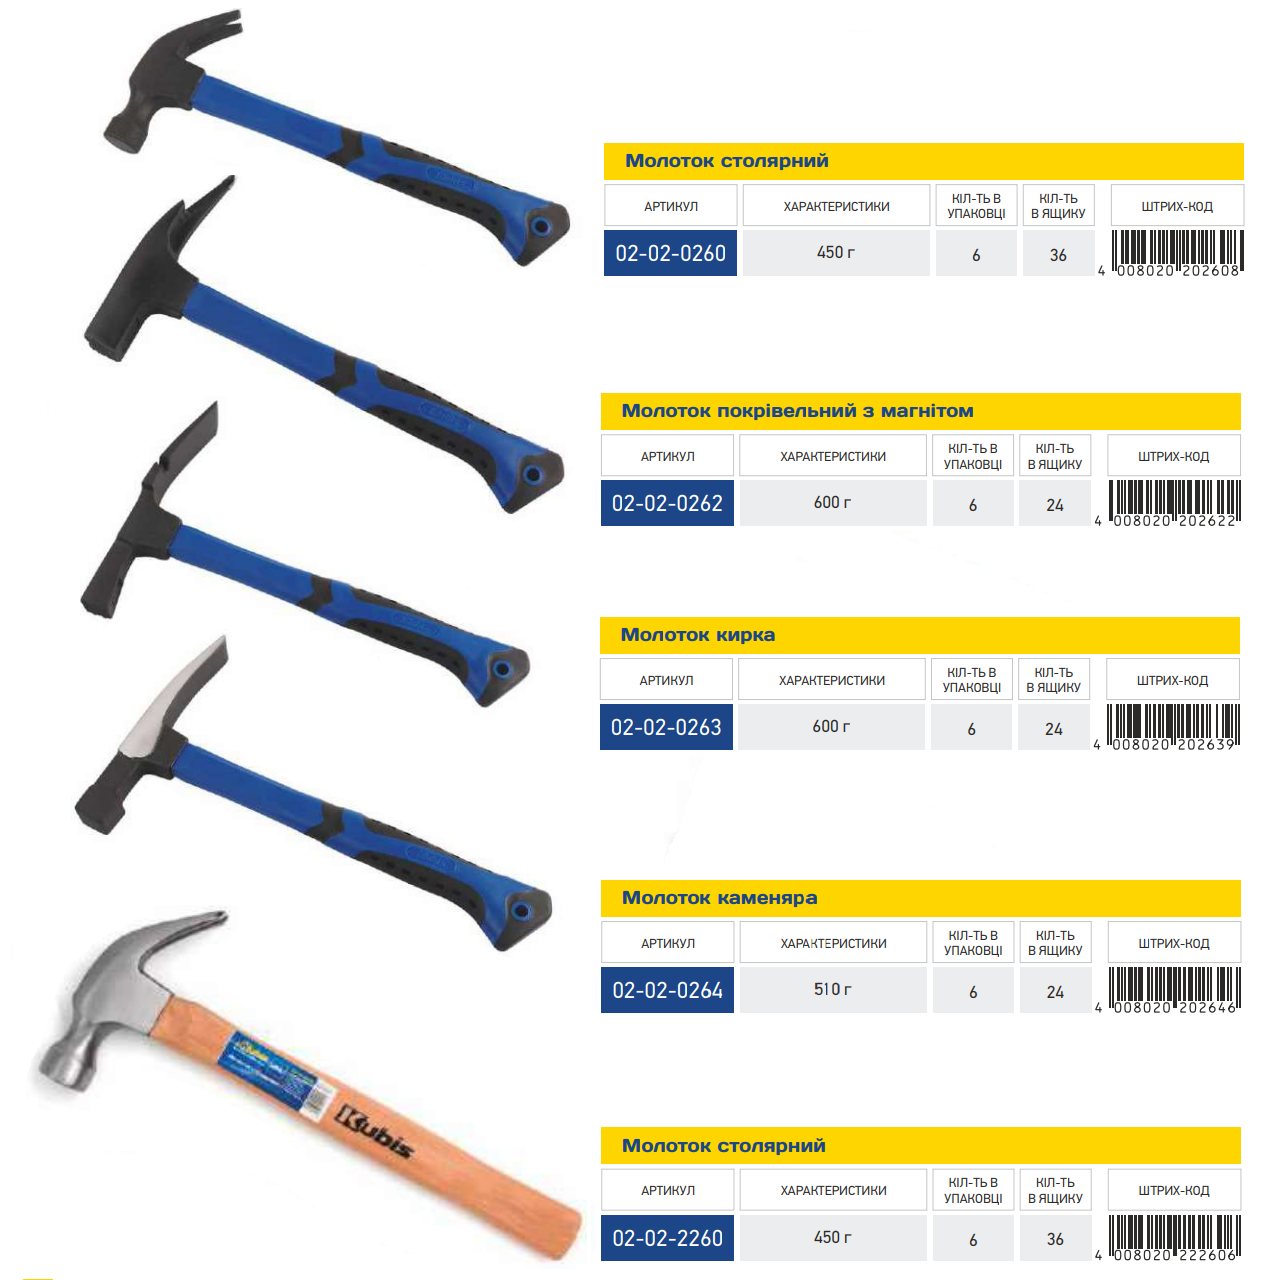 Молоток столярний
АРТИКУЛ ХАРАКТЕРИСТИКИ КІЛ-ТЬ В УПАКОВЦІ КІЛ-ТЬ В ЯЩИКУ ШТРИХ-КОД
02-02-0260 450 г 6 36 4 008020 202608
Молоток покрівельний з магнітом
АРТИКУЛ ХАРАКТЕРИСТИКИ КІЛ-ТЬ В УПАКОВЦІ КІЛ-ТЬ В ЯЩИКУ ШТРИХ-КОД
02-02-0262 600 г 6 24 4 008020 202622
Молоток кирка
АРТИКУЛ ХАРАКТЕРИСТИКИ КІЛ-ТЬ В УПАКОВЦІ КІЛ-ТЬ В ЯЩИКУ ШТРИХ-КОД
02-02-0263 600 г 6 24 4 008020 202639
Молоток каменяра
АРТИКУЛ ХАРАКТЕРИСТИКИ КІЛ-ТЬ В УПАКОВЦІ КІЛ-ТЬ В ЯЩИКУ ШТРИХ-КОД
02-02-0264 510 г 6 24 4 008020 202646
Kubis
Молоток столярний
АРТИКУЛ ХАРАКТЕРИСТИКИ КІЛ-ТЬ В УПАКОВЦІ КІЛ-ТЬ В ЯЩИКУ ШТРИХ-КОД
02-02-2260 450 г 6 36 4 008020 222606